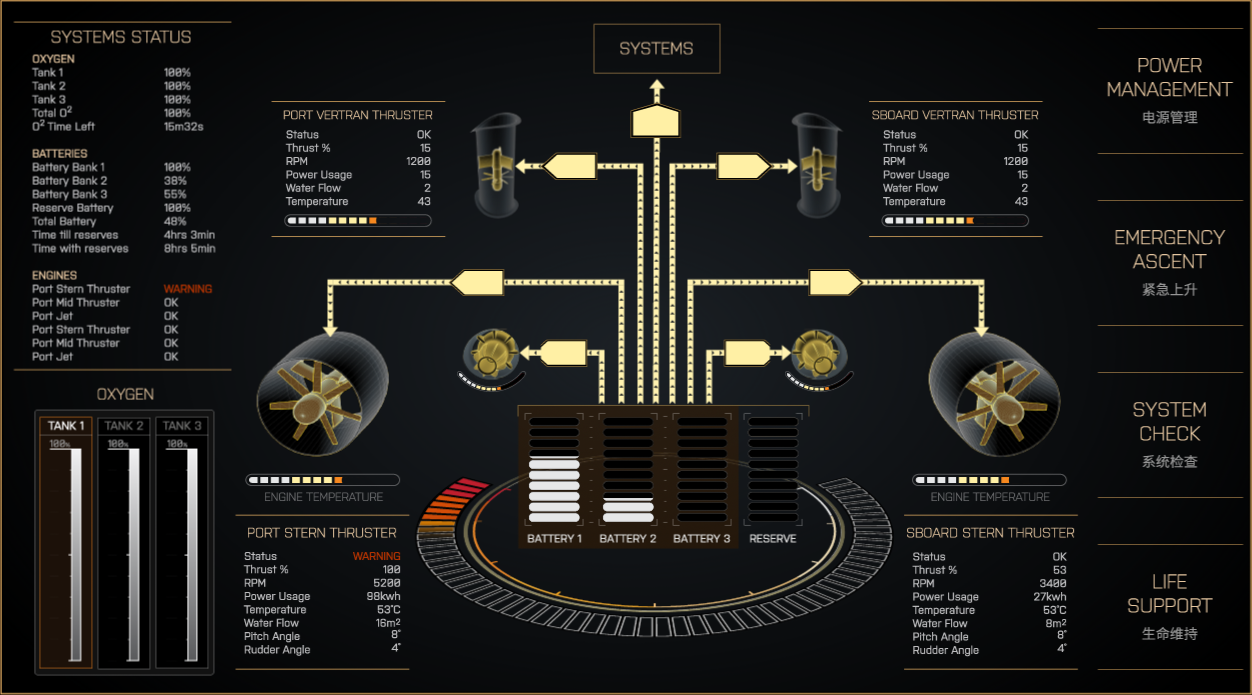 SYSTEMS STATUS
OXYGEN
Tank 1 100%
Tank 2 100%
Tank 3 100%
Total O² 100%
O² Time Left 15m32s
BATTERIES
Battery Bank 1 100%
Battery Bank 2 38%
Battery Bank 3 55%
Reserve Battery 100%
Total Battery 48%
Time till reserves 4hrs 3min
Time with reserves 8hrs 5min
ENGINES
Port Stern Thruster WARNING
Port Mid Thruster OK
Port Jet OK
Port Stern Thruster OK
Port Mid Thruster OK
Port Jet OK
OXYGEN
TANK 1 TANK 2 TANK 3
100% 100% 100%
SYSTEMS
PORT VERTRAN THRUSTER
Status OK
Thrust % 15
RPM 1200
Power Usage 15
Water Flow 2
Temperature 43
SBOARD VERTRAN THRUSTER
Status OK
Thrust % 15
RPM 1200
Power Usage 15
Water Flow 2
Temperature 43
ENGINE TEMPERATURE
PORT STERN THRUSTER
Status WARNING
Thrust % 100
RPM 5200
Power Usage 98kwh
Temperature 53°C
Water Flow 16m²
Pitch Angle 8°
Rudder Angle 4°
BATTERY 1 BATTERY 2 BATTERY 3 RESERVE
ENGINE TEMPERATURE
SBOARD STERN THRUSTER
Status OK
Thrust % 53
RPM 3400
Power Usage 27kwh
Temperature 53°C
Water Flow 8m²
Pitch Angle 8°
Rudder Angle 4°
POWER
MANAGEMENT
电源管理
EMERGENCY
ASCENT
紧急上升
SYSTEM
CHECK
系统检查
LIFE
SUPPORT
生命维持